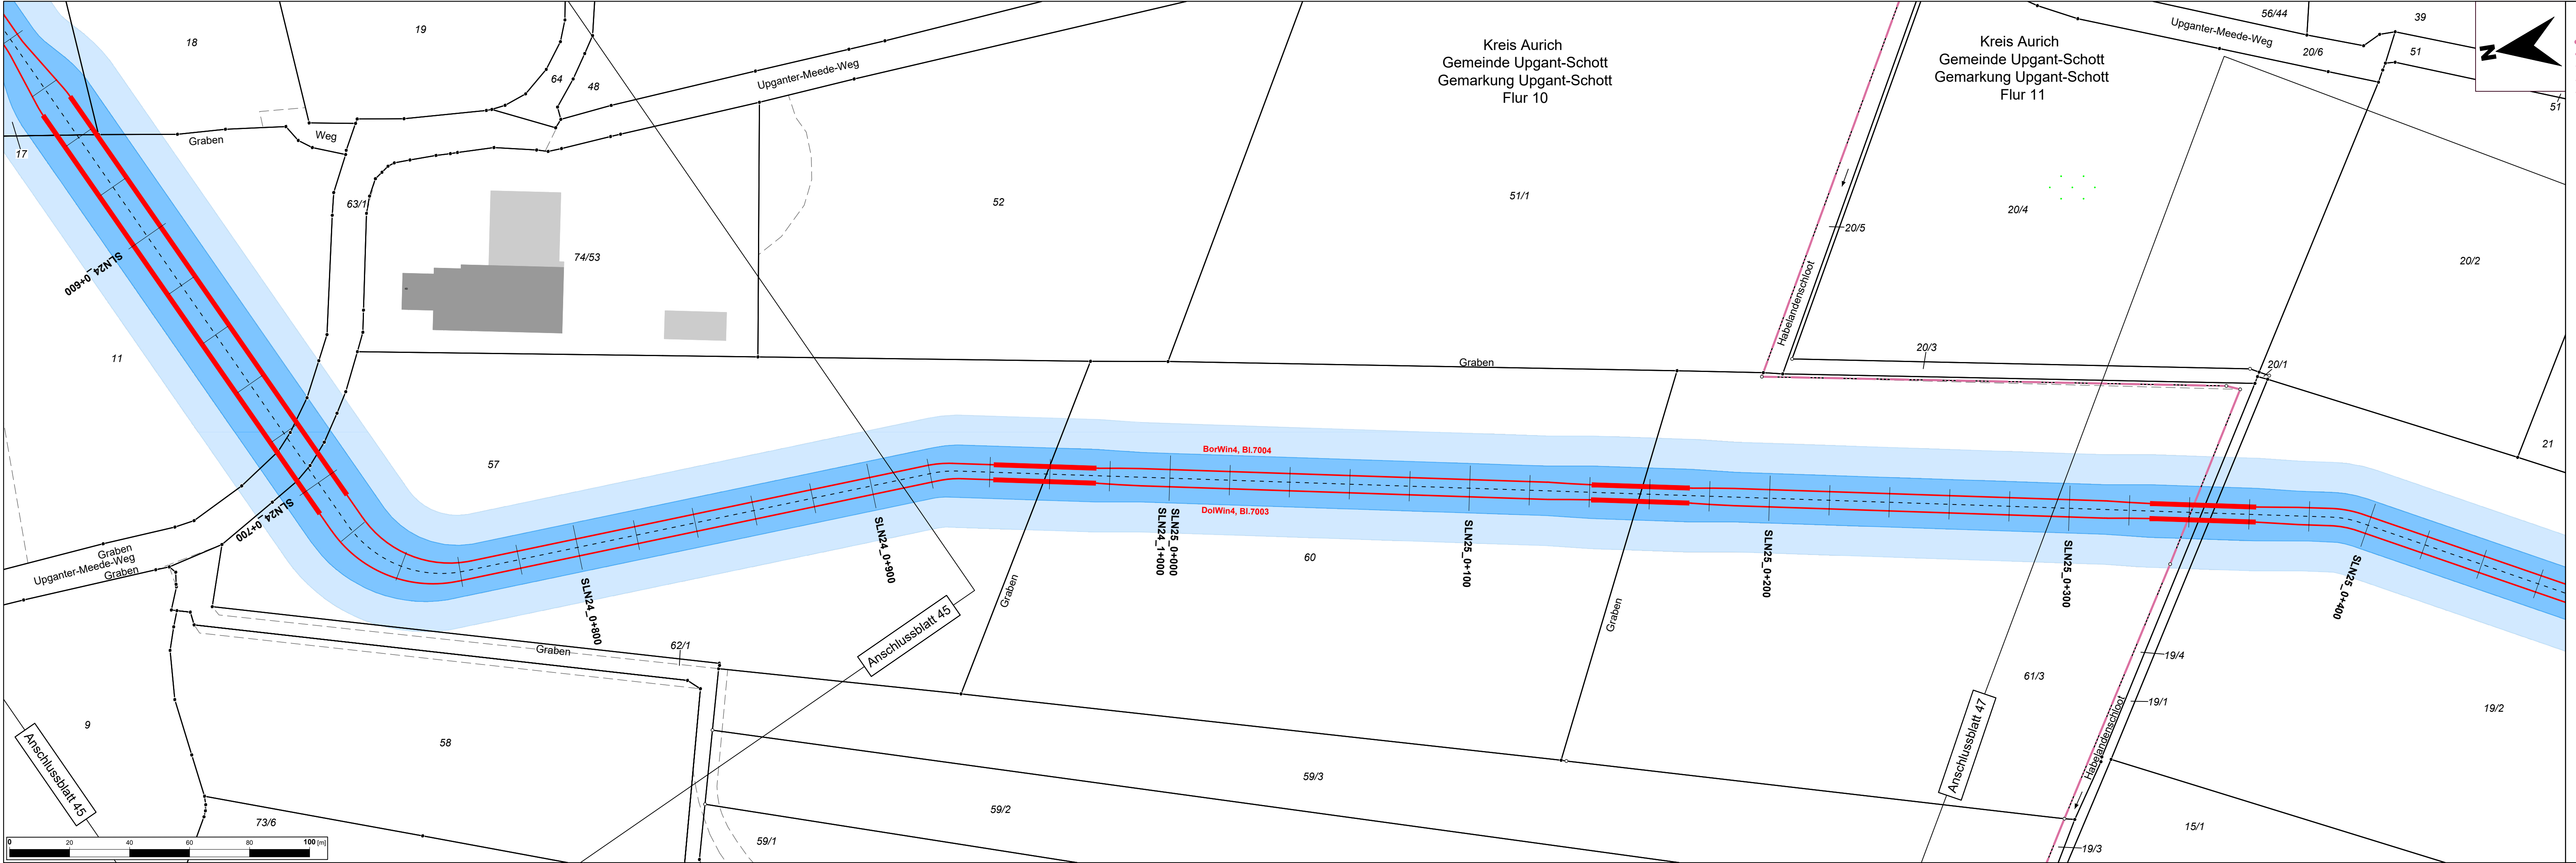 18
19
64
48
Upganter-Meede-Weg
Kreis Aurich
Gemeinde Upgant-Schott
Gemarkung Upgant-Schott
Flur 10
Kreis Aurich
Gemeinde Upgant-Schott
Gemarkung Upgant-Schott
Flur 11
Upganter-Meede-Weg
56/44
39
20/6
51
51
N
17
Graben
Weg
63/1
74/53
52
51/1
20/5
20/4
20/2
Habelandenschloot
SLN24_0+600
11
Graben
20/3
20/1
21
57
BorWin4, Bl.7004
DolWin4, Bl.7003
SLN24_0+700
SLN24_0+800
SLN24_0+900
SLN24_1+000
SLN25_0+000
SLN25_0+100
SLN25_0+200
SLN25_0+300
SLN25_0+400
Graben
Upganter-Meede-Weg
Graben
60
Graben
Graben
Graben
62/1
Anschlussblatt 45
61/3
19/4
19/1
19/2
Anschlussblatt 47
Habelandenschloot
9
58
Anschlussblatt 45
59/3
59/2
59/1
73/6
15/1
19/3
0 20 40 60 80 100 [m]